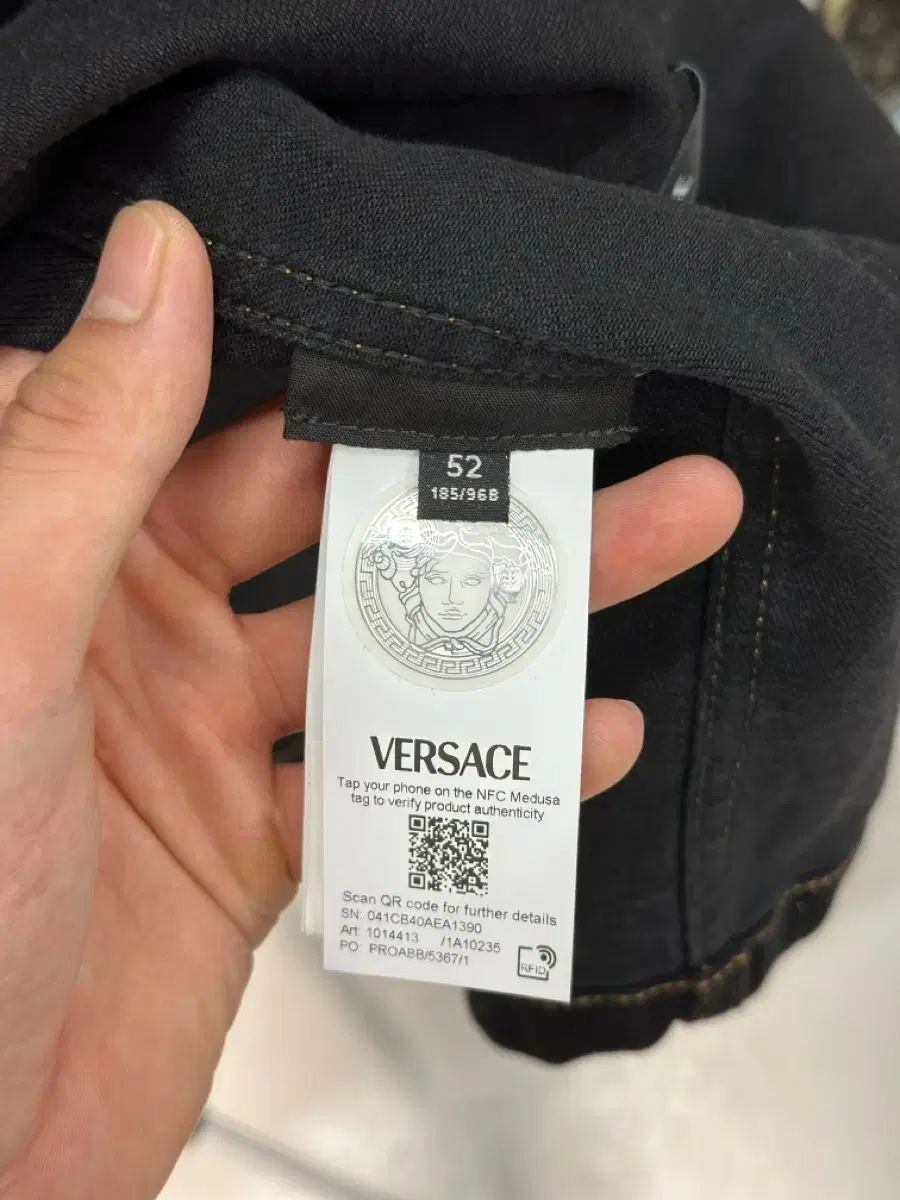 52
185/96B
VERSACE
Tap your phone on the NFC Medusa
tag to verify product authenticity
Scan QR code for further details
SN: 041CB40AEA1390
Art: 1014413 /1A10235
PO: PROABB/5367/1
RFID